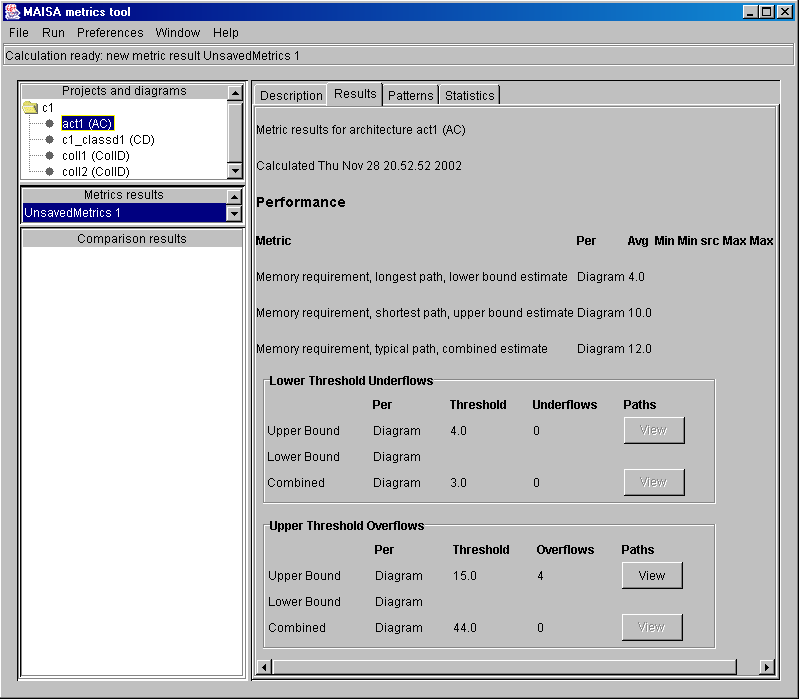 MAISA metrics tool
File Run Preferences Window Help
Calculation ready: new metric result UnsavedMetrics 1
Projects and diagrams
c1
act1 (AC)
c1_classd1 (CD)
coll1 (CollD)
coll2 (CollD)
Metrics results
UnsavedMetrics 1
Comparison results
Description Results Patterns Statistics
Metric results for architecture act1 (AC)
Calculated Thu Nov 28 20.52.52 2002
Performance
Metric Per Avg Min Min src Max Max
Memory requirement, longest path, lower bound estimate Diagram 4.0
Memory requirement, shortest path, upper bound estimate Diagram 10.0
Memory requirement, typical path, combined estimate Diagram 12.0
Lower Threshold Underflows
Per Threshold Underflows Paths
Upper Bound Diagram 4.0 0 View
Lower Bound Diagram
Combined Diagram 3.0 0 View
Upper Threshold Overflows
Per Threshold Overflows Paths
Upper Bound Diagram 15.0 4 View
Lower Bound Diagram
Combined Diagram 44.0 0 View